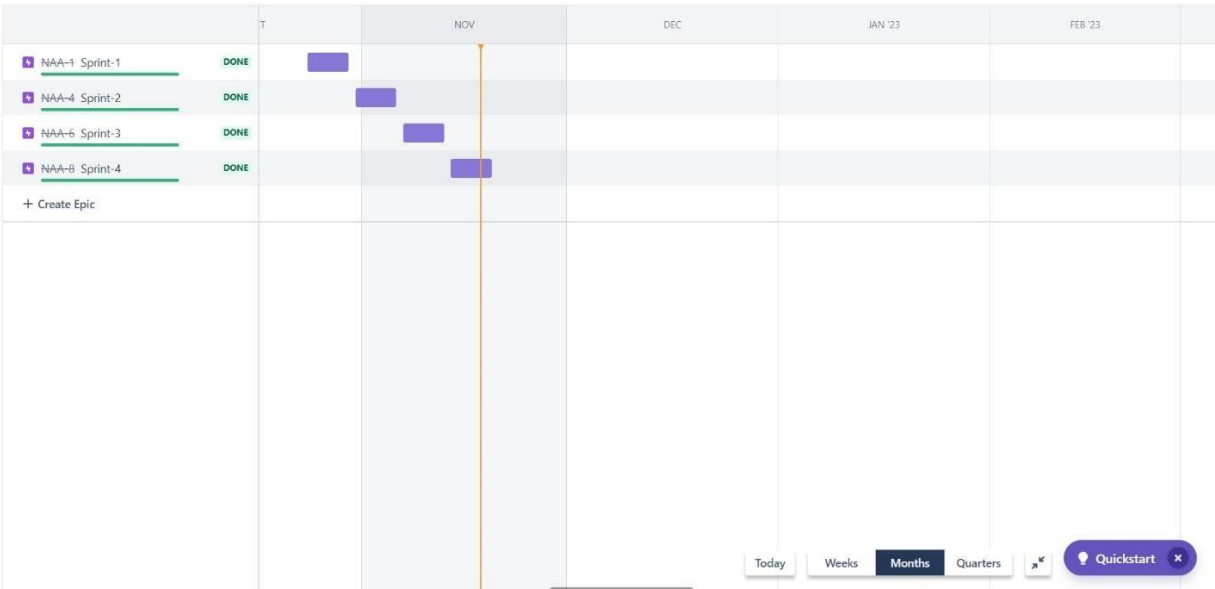 T NOV DEC JAN '23 FEB '23
NAA-1 Sprint-1 DONE
NAA-4 Sprint-2 DONE
NAA-6 Sprint-3 DONE
NAA-8 Sprint-4 DONE
+ Create Epic
Today Weeks Months Quarters Quickstart